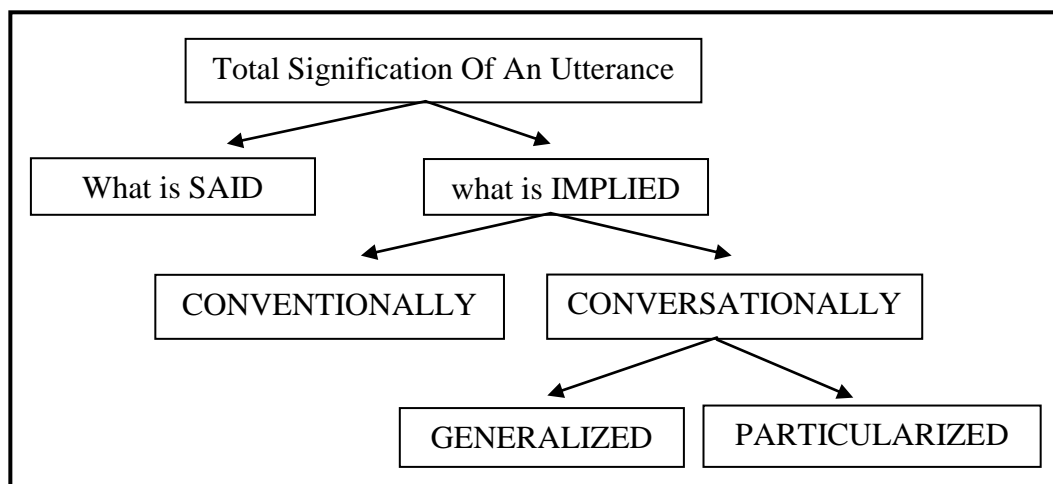 Total Signification Of An Utterance
What is SAID
what is IMPLIED
CONVENTIONALLY
CONVERSATIONALLY
GENERALIZED
PARTICULARIZED